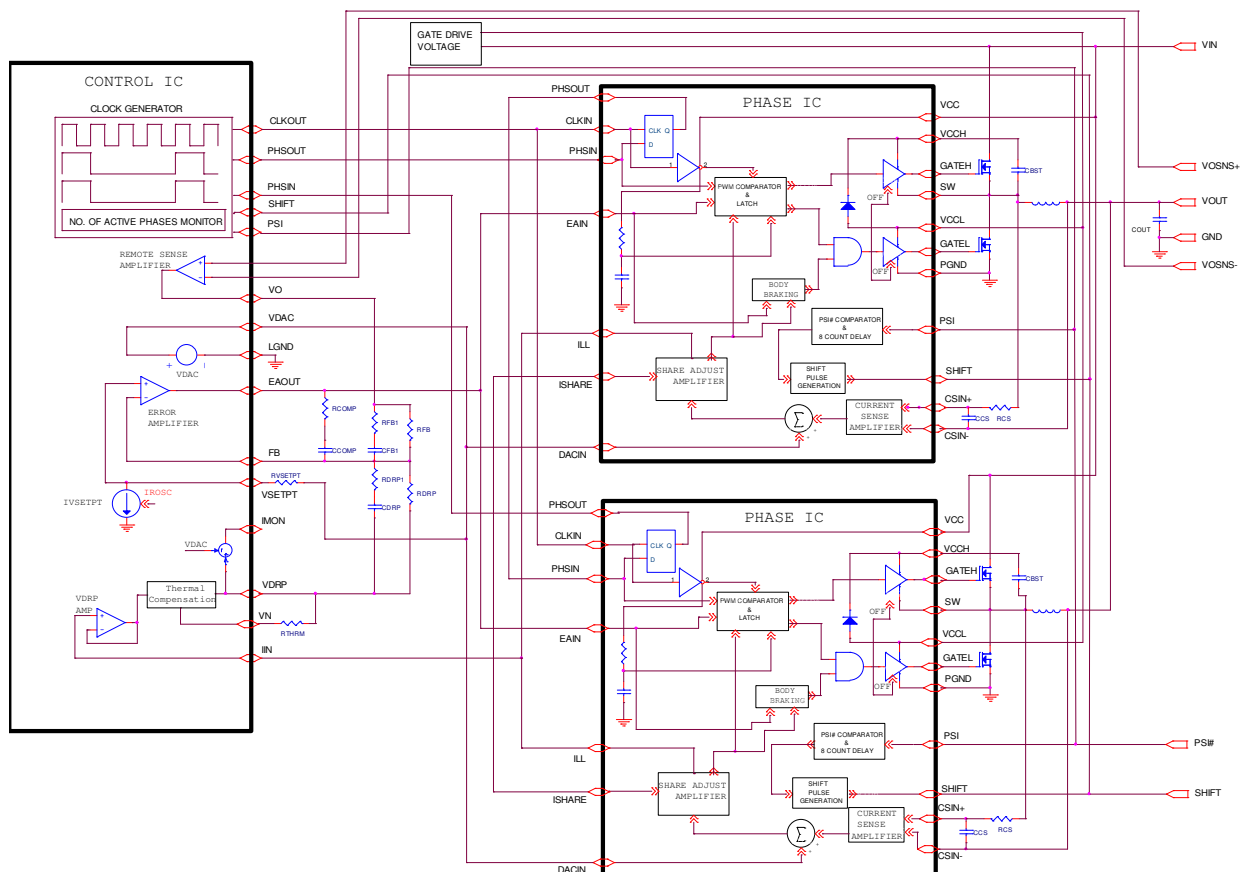 GATE DRIVE
VOLTAGE
VIN
CONTROL IC
CLOCK GENERATOR
CLKOUT
PHSOUT
PHSIN
SHIFT
NO. OF ACTIVE PHASES MONITOR
PSI
REMOTE SENSE
AMPLIFIER
+
−
VO
VDAC
LGND
+
VDAC
EAOUT
+
−
ERROR
AMPLIFIER
RCOMP
CCOMP
RFB1
CFB1
RFB
FB
RVSETPT
VSETPT
RDRP1
CDRP
RDRP
IVSETPT
IROSC
IMON
VDAC
VDRP
VDRP
AMP
+
−
Thermal
Compensation
VN
RTHRM
IIN
PHASE IC
PHSOUT
CLKIN
PHSIN
EAIN
ILL
ISHARE
DACIN
CLK Q
D
1
2
PWM COMPARATOR
&
LATCH
BODY
BRAKING
OFF
OFF
PSI# COMPARATOR
&
8 COUNT DELAY
SHIFT
PULSE
GENERATION
SHARE ADJUST
AMPLIFIER
Σ
+
+
CURRENT
SENSE
AMPLIFIER
VCC
VCCH
GATEH
SW
VCCL
GATEL
PGND
PSI
SHIFT
CSIN+
CSIN-
CBST
CCS
RCS
VOSNS+
VOUT
COUT
GND
VOSNS-
PHASE IC
PHSOUT
CLKIN
PHSIN
EAIN
ILL
ISHARE
DACIN
CLK Q
D
1
2
PWM COMPARATOR
&
LATCH
BODY
BRAKING
OFF
OFF
PSI# COMPARATOR
&
8 COUNT DELAY
SHIFT
PULSE
GENERATION
SHARE ADJUST
AMPLIFIER
Σ
+
+
CURRENT
SENSE
AMPLIFIER
VCC
VCCH
GATEH
SW
VCCL
GATEL
PGND
PSI
SHIFT
CSIN+
CSIN-
CBST
CCS
RCS
PSI#
SHIFT